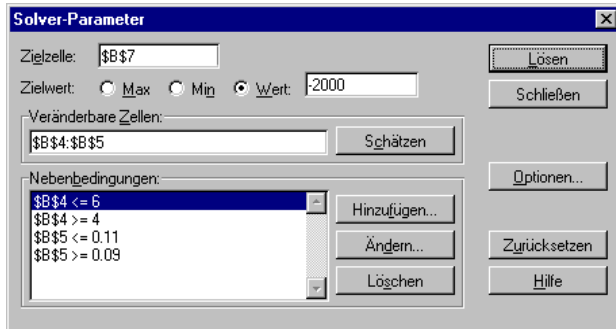 Solver-Parameter
Zielzelle: $B$7
Zielwert: Max Min Wert: -2000
Veränderbare Zellen:
$B$4:$B$5
Schätzen
Nebenbedingungen:
$B$4 <= 6
$B$4 >= 4
$B$5 <= 0.11
$B$5 >= 0.09
Hinzufügen...
Ändern...
Löschen
Lösen
Schließen
Optionen...
Zurücksetzen
Hilfe